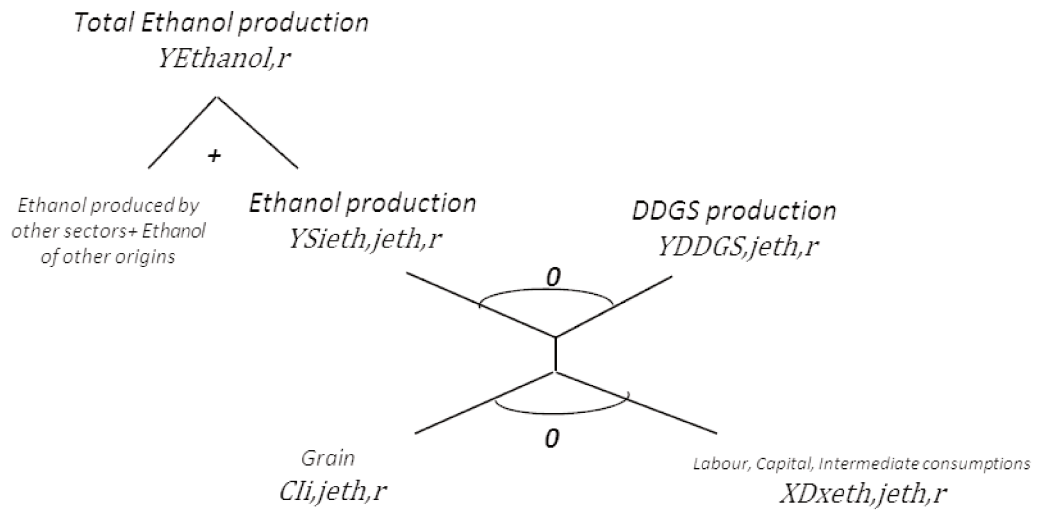 Total Ethanol production
YEthanol,r
+
Ethanol produced by
other sectors+ Ethanol
of other origins
Ethanol production
YSieth,jeth,r
DDGS production
YDDGS,jeth,r
0
0
Grain
CIi,jeth,r
Labour, Capital, Intermediate consumptions
XDxeth,jeth,r